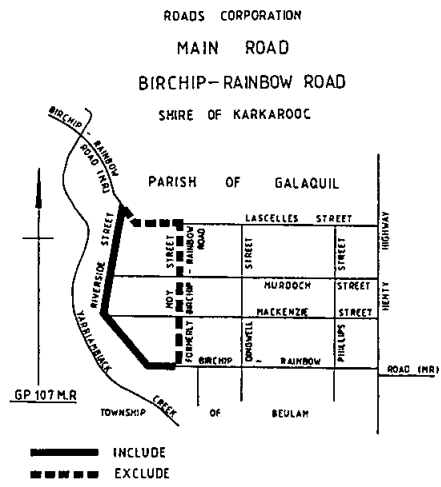 ROADS CORPORATION
MAIN ROAD
BIRCHIP-RAINBOW ROAD
SHIRE OF KARKAROOC
BIRCHIP - RAINBOW
ROAD (MR)
PARISH OF GALAQUIL
LASCELLES STREET
HENTY HIGHWAY
RIVERSIDE STREET
HOY STREET
FORMERLY BIRCHIP - RAINBOW ROAD
STREET
STREET
MURDOCH STREET
MACKENZIE STREET
PHILLIPS
BIRCHIP - RAINBOW ROAD (MR)
YARRIAMBIACK CREEK
GP 107 M.R
TOWNSHIP OF BEULAH
INCLUDE
EXCLUDE